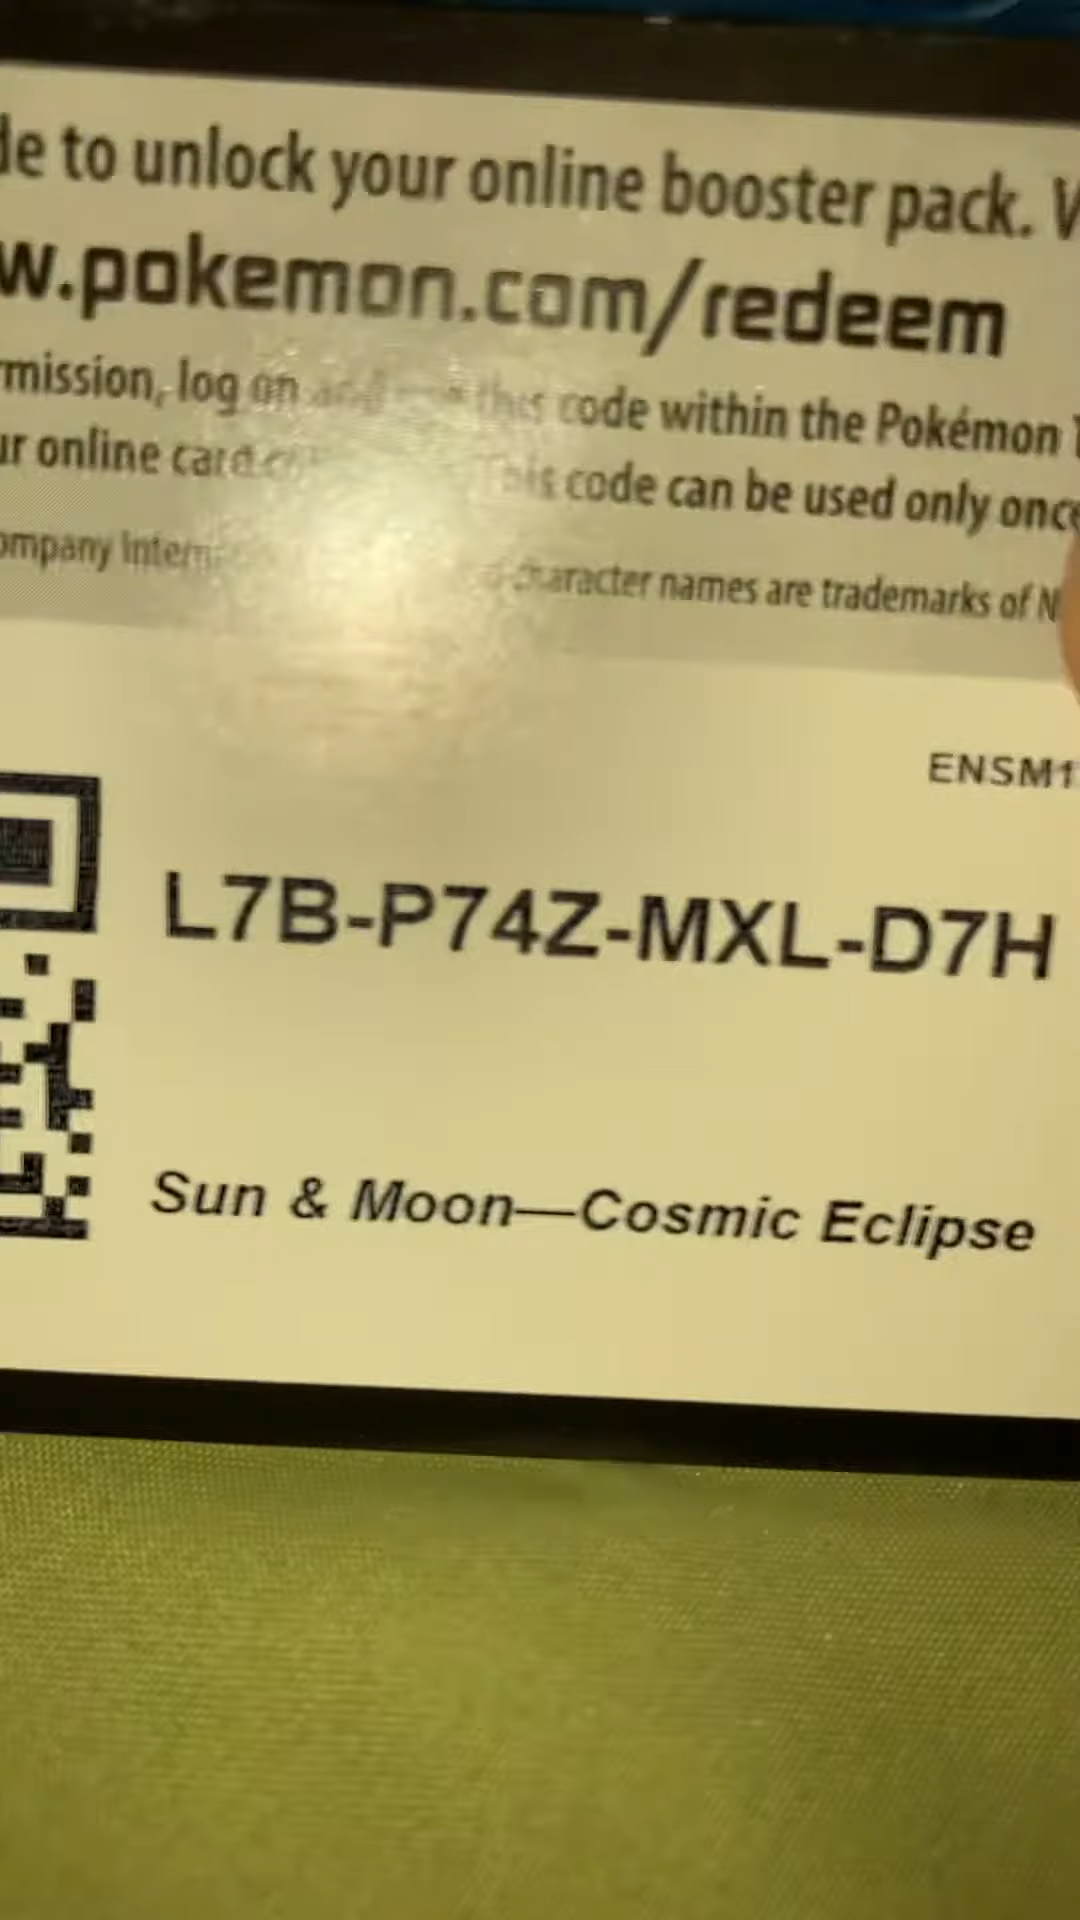 de to unlock your online booster pack.
w.pokemon.com/redeem
rmission, log on and this code within the Pokémon
ur online card This code can be used only once
ompany character names are trademarks of N
ENSM1
L7B-P74Z-MXL-D7H
Sun & Moon—Cosmic Eclipse